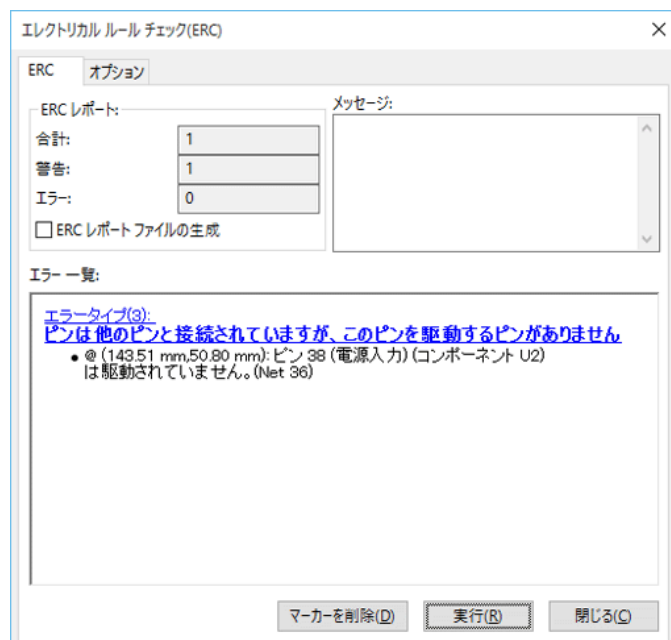 エレクトリカル ルール チェック(ERC)
ERC オプション
ERC レポート:
合計: 1
警告: 1
エラー: 0
ERC レポート ファイルの生成
メッセージ:
エラー 一覧:
エラータイプ(3):
ピンは他のピンと接続されていますが、このピンを駆動するピンがありません
• @ (143.51 mm,50.80 mm): ピン 38 (電源入力) (コンポーネント U2)
は駆動されていません。(Net 36)
マーカーを削除(D) 実行(R) 閉じる(C)